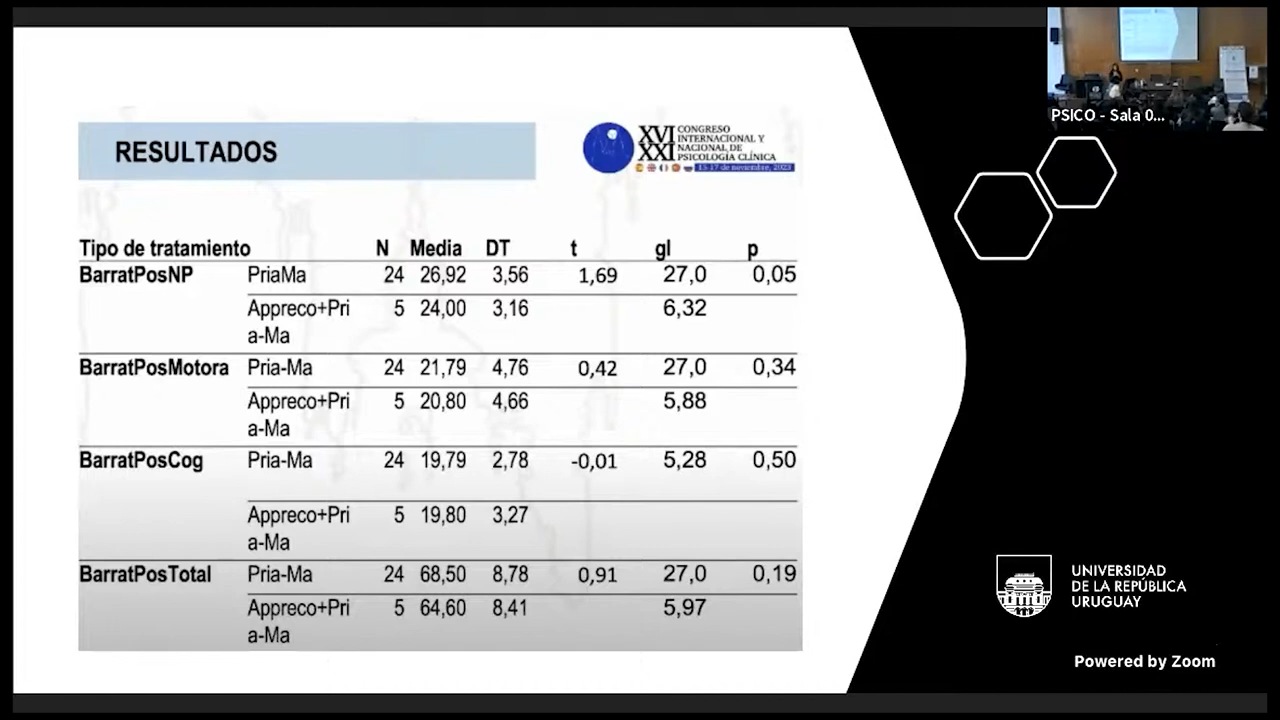 PSICO - Sala 0...
RESULTADOS
XVI CONGRESO
INTERNACIONAL Y
XXI NACIONAL DE
PSICOLOGÍA CLÍNICA
15-17 de noviembre, 2023
Tipo de tratamiento N Media DT t gl p
BarratPosNP PriaMa 24 26,92 3,56 1,69 27,0 0,05
Appreco+Pri 5 24,00 3,16 6,32
a-Ma
BarratPosMotora Pria-Ma 24 21,79 4,76 0,42 27,0 0,34
Appreco+Pri 5 20,80 4,66 5,88
a-Ma
BarratPosCog Pria-Ma 24 19,79 2,78 -0,01 5,28 0,50
Appreco+Pri 5 19,80 3,27
a-Ma
BarratPosTotal Pria-Ma 24 68,50 8,78 0,91 27,0 0,19
Appreco+Pri 5 64,60 8,41 5,97
a-Ma
UNIVERSIDAD
DE LA REPÚBLICA
URUGUAY
Powered by Zoom